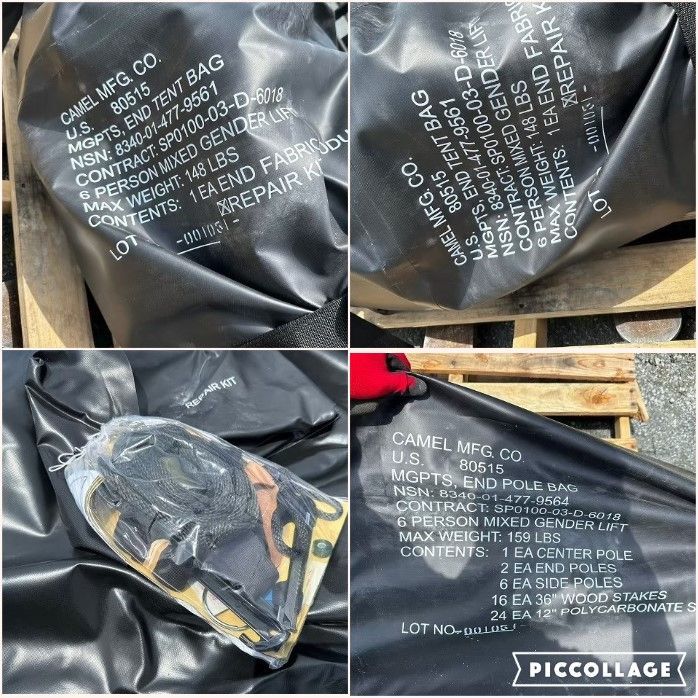 CAMEL MFG. CO.
U.S. 80515
MGPTS, END TENT BAG
NSN: 8340-01-477-9561
CONTRACT: SP0100-03-D-6018
6 PERSON MIXED GENDER LIFT
MAX WEIGHT: 148 LBS
CONTENTS: 1 EA END FABRIC
REPAIR KIT
LOT
CAMEL MFG. CO.
80515
U.S.
MGPTS, END TENT BAG
NSN: 8340-01-477-9561
CONTRACT: SP0100-03-D-6018
6 PERSON MIXED GENDER LIFT
MAX WEIGHT: 148 LBS
CONTENTS: 1 EA END FABRIC
REPAIR K
LOT
REPAIR KIT
CAMEL MFG. CO.
U.S. 80515
MGPTS, END POLE BAG
NSN: 8340-01-477-9564
CONTRACT: SP0100-03-D-6018
6 PERSON MIXED GENDER LIFT
MAX WEIGHT: 159 LBS
CONTENTS: 1 EA CENTER POLE
2 EA END POLES
6 EA SIDE POLES
16 EA 36" WOOD STAKES
24 EA 12" POLYCARBONATE S
LOT NO.
PICCOLLAGE